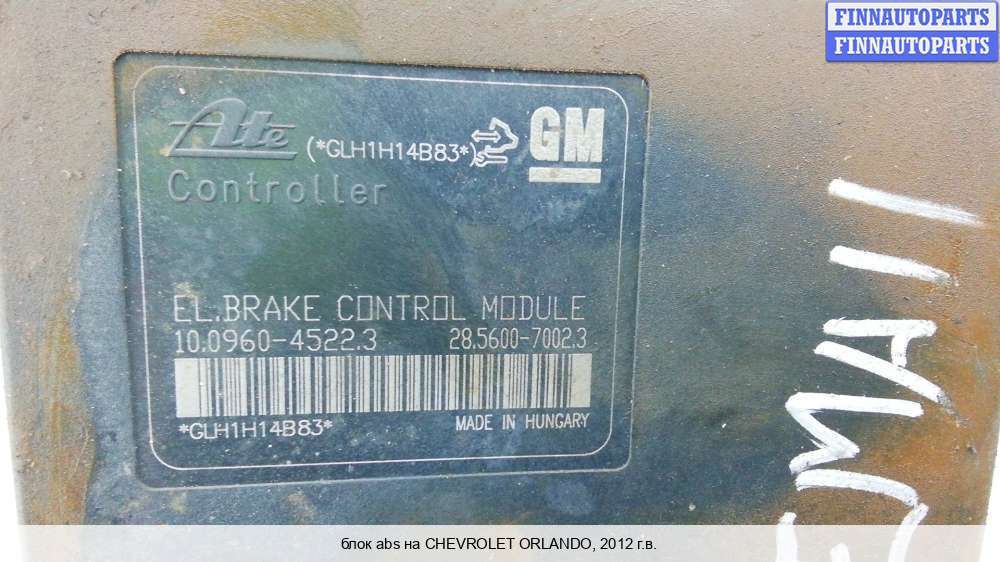 FINNAUTOPARTS
FINNAUTOPARTS
Ate
(*GLH1H14B83*)
GM
Controller
EL.BRAKE CONTROL MODULE
10.0960-4522.3 28.5600-7002.3
*GLH1H14B83*
MADE IN HUNGARY
блок abs на CHEVROLET ORLANDO, 2012 г.в.